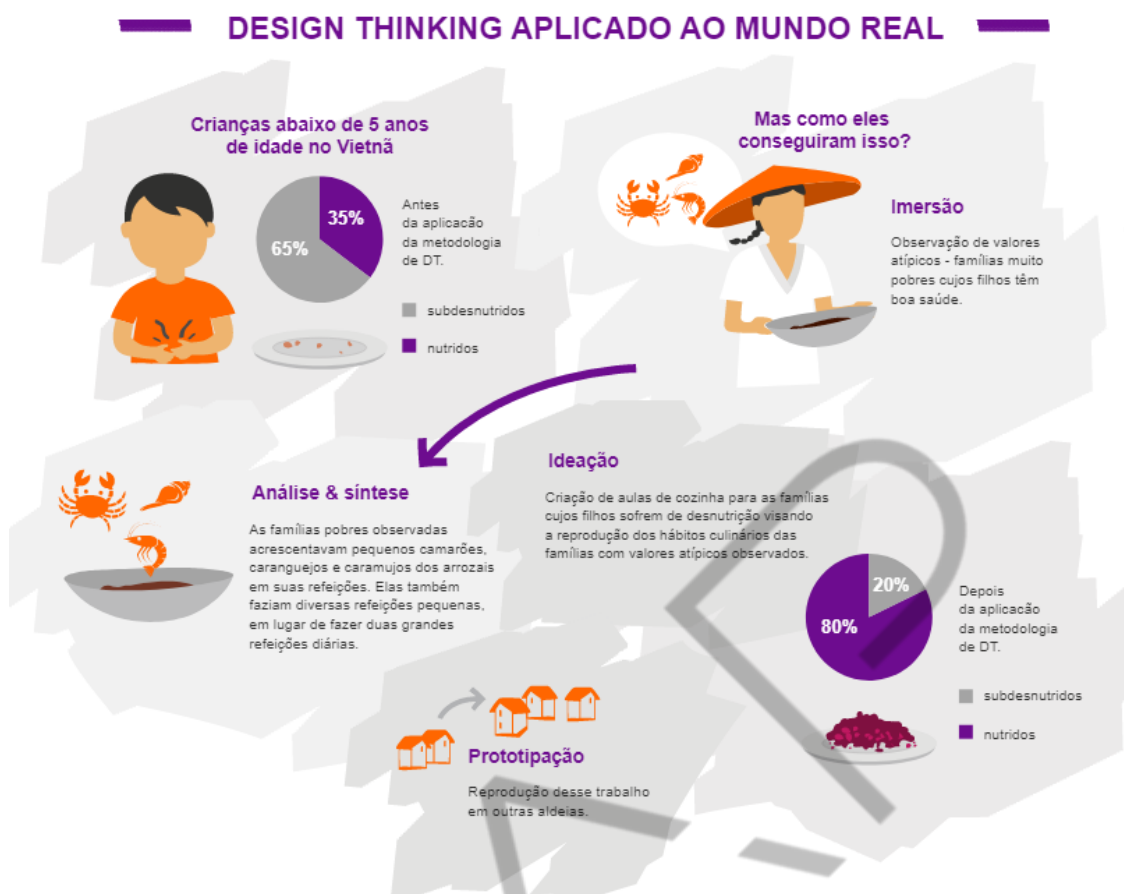 DESIGN THINKING APLICADO AO MUNDO REAL
Crianças abaixo de 5 anos
de idade no Vietnã
35%
65%
Antes
da aplicacão
da metodologia
de DT.
subdesnutridos
nutridos
Mas como eles
conseguiram isso?
Imersão
Observação de valores
atípicos - famílias muito
pobres cujos filhos têm
boa saúde.
Análise & síntese
As famílias pobres observadas
acrescentavam pequenos camarões,
caranguejos e caramujos dos arrozais
em suas refeições. Elas também
faziam diversas refeições pequenas,
em lugar de fazer duas grandes
refeições diárias.
Ideação
Criação de aulas de cozinha para as famílias
cujos filhos sofrem de desnutrição visando
a reprodução dos hábitos culinários das
famílias com valores atípicos observados.
Prototipação
Reprodução desse trabalho
em outras aldeias.
20%
80%
Depois
da aplicacão
da metodologia
de DT.
subdesnutridos
nutridos